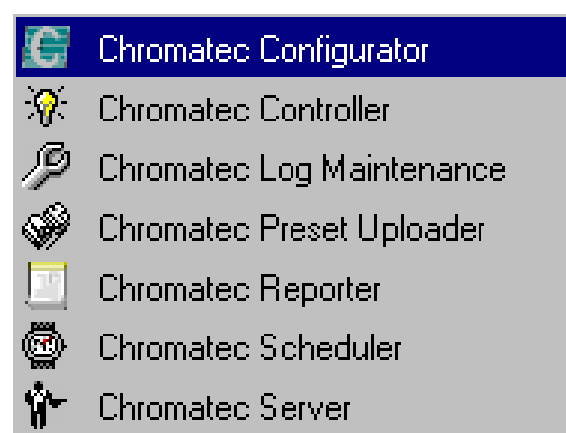 Chromatec Configurator
Chromatec Controller
Chromatec Log Maintenance
Chromatec Preset Uploader
Chromatec Reporter
Chromatec Scheduler
Chromatec Server